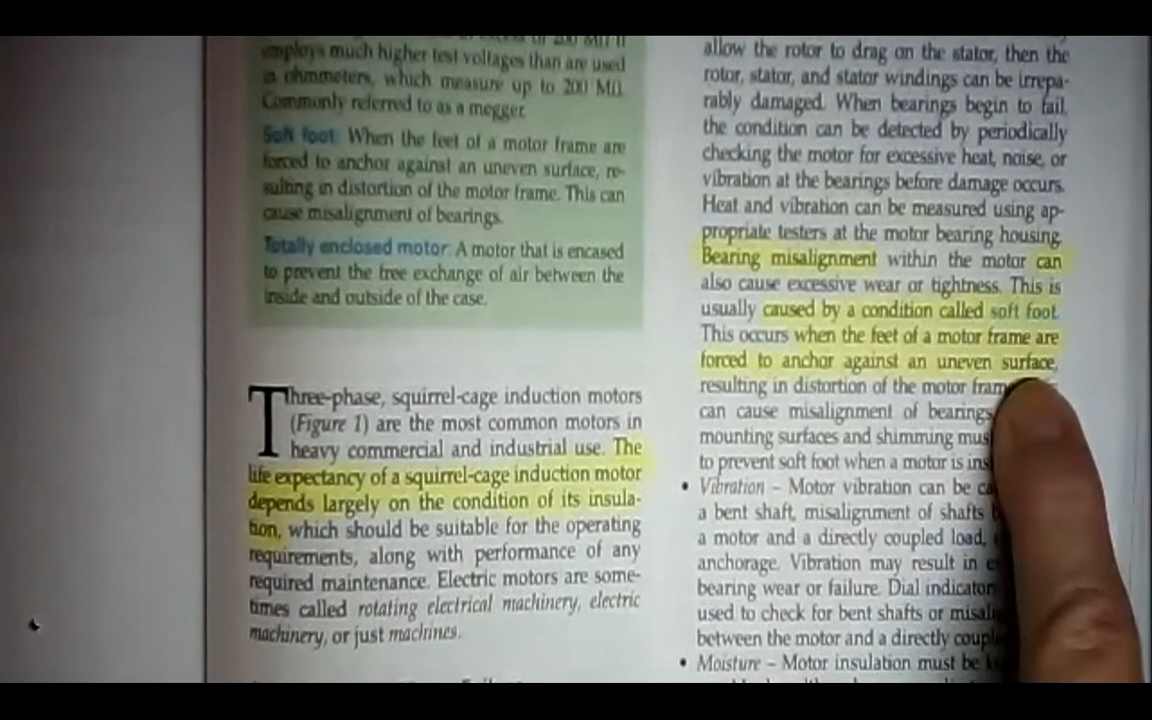 employs much higher test voltages than are used
in ohmmeters, which measure up to 200 MΩ.
Commonly referred to as a megger.
Soft foot: When the feet of a motor frame are
forced to anchor against an uneven surface, re-
sulting in distortion of the motor frame. This can
cause misalignment of bearings.
Totally enclosed motor: A motor that is encased
to prevent the free exchange of air between the
inside and outside of the case.
Three-phase, squirrel-cage induction motors
(Figure 1) are the most common motors in
heavy commercial and industrial use. The
life expectancy of a squirrel-cage induction motor
depends largely on the condition of its insula-
tion, which should be suitable for the operating
requirements, along with performance of any
required maintenance. Electric motors are some-
times called rotating electrical machinery, electric
machinery, or just machines.
allow the rotor to drag on the stator, then the
rotor, stator, and stator windings can be irrepa-
rably damaged. When bearings begin to fail,
the condition can be detected by periodically
checking the motor for excessive heat, noise, or
vibration at the bearings before damage occurs.
Heat and vibration can be measured using ap-
propriate testers at the motor bearing housing.
Bearing misalignment within the motor can
also cause excessive wear or tightness. This is
usually caused by a condition called soft foot.
This occurs when the feet of a motor frame are
forced to anchor against an uneven surface,
resulting in distortion of the motor
can cause misalignment of bearings
mounting surfaces and shimming
to prevent soft foot when a motor is
• Vibration – Motor vibration can be
a bent shaft, misalignment of shafts
a motor and a directly coupled load,
anchorage. Vibration may result in
bearing wear or failure. Dial
used to check for bent shafts or
between the motor and a directly
• Moisture – Motor insulation must be